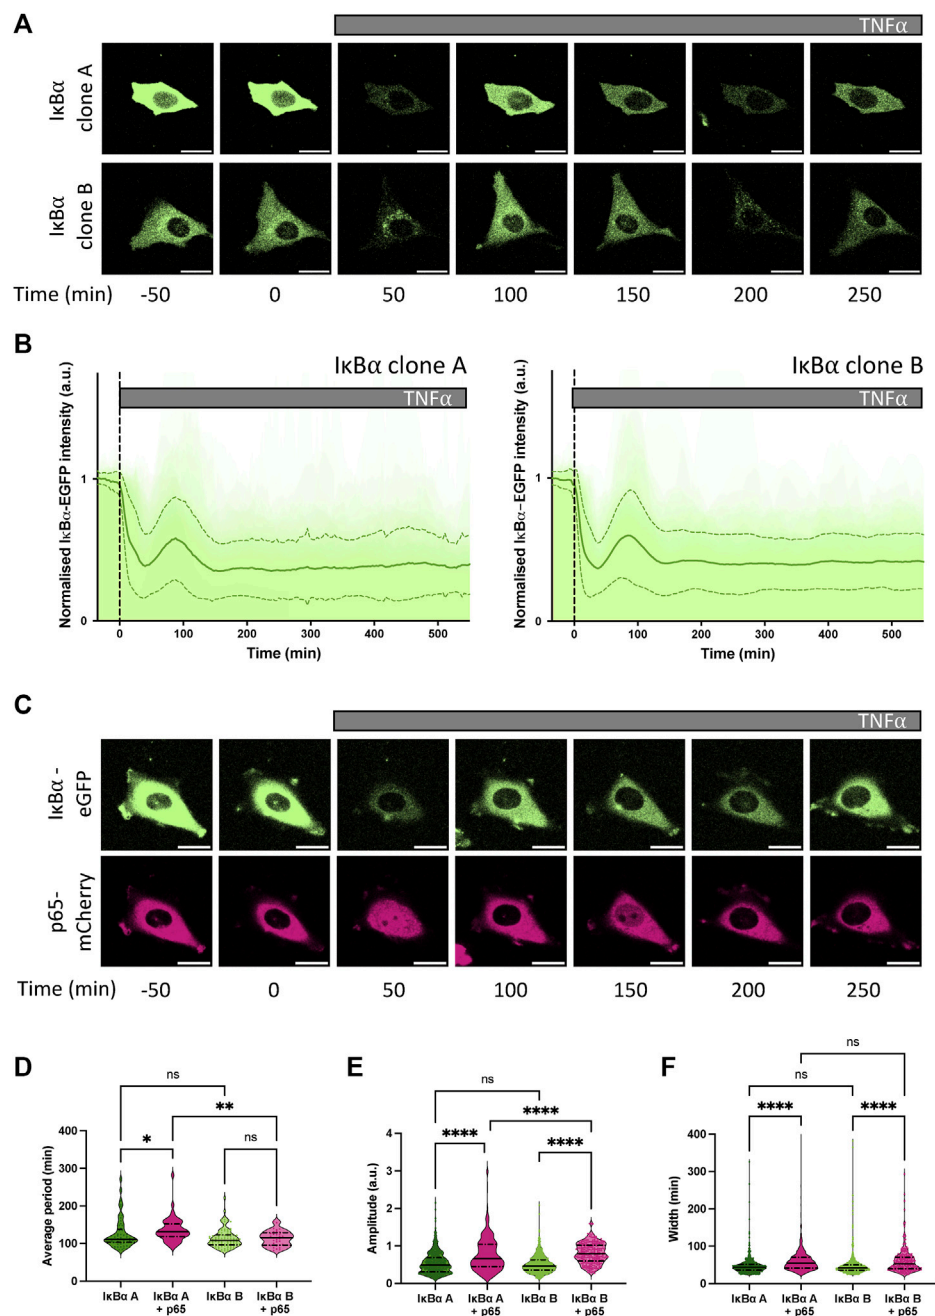 A
TNFα
IκBα
clone A
IκBα
clone B
Time (min)
-50
0
50
100
150
200
250
B
IκBα clone A
IκBα clone B
TNFα
TNFα
Normalised IκBα-EGFP intensity (a.u.)
1
0
0
100
200
300
400
500
Time (min)
Normalised IκBα-EGFP intensity (a.u.)
1
0
0
100
200
300
400
500
Time (min)
C
TNFα
IκBα -
eGFP
p65-
mCherry
Time (min)
-50
0
50
100
150
200
250
D
ns
**
*
ns
Average period (min)
400
300
200
100
0
IκBα A
IκBα A
+ p65
IκBα B
IκBα B
+ p65
E
ns
****
****
****
Amplitude (a.u.)
4
3
2
1
0
IκBα A
IκBα A
+ p65
IκBα B
IκBα B
+ p65
F
ns
ns
****
****
Width (min)
400
300
200
100
0
IκBα A
IκBα A
+ p65
IκBα B
IκBα B
+ p65